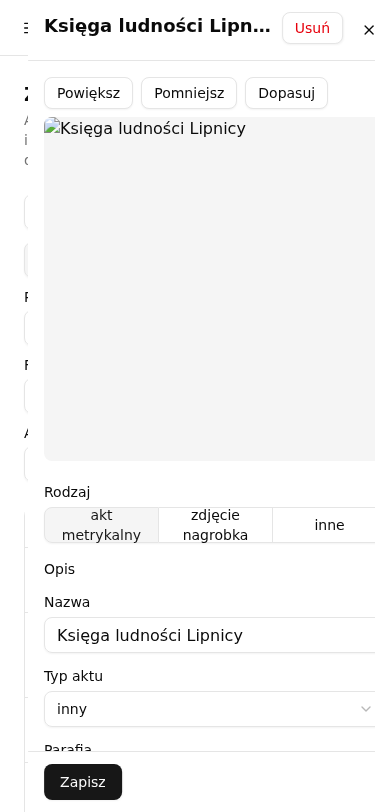 Księga ludności Lipn…
Usuń
Powiększ
Pomniejsz
Dopasuj
Księga ludności Lipnicy
Rodzaj
akt
metrykalny
zdjęcie
nagrobka
inne
Opis
Nazwa
Księga ludności Lipnicy
Typ aktu
inny
Parafia
Zapisz